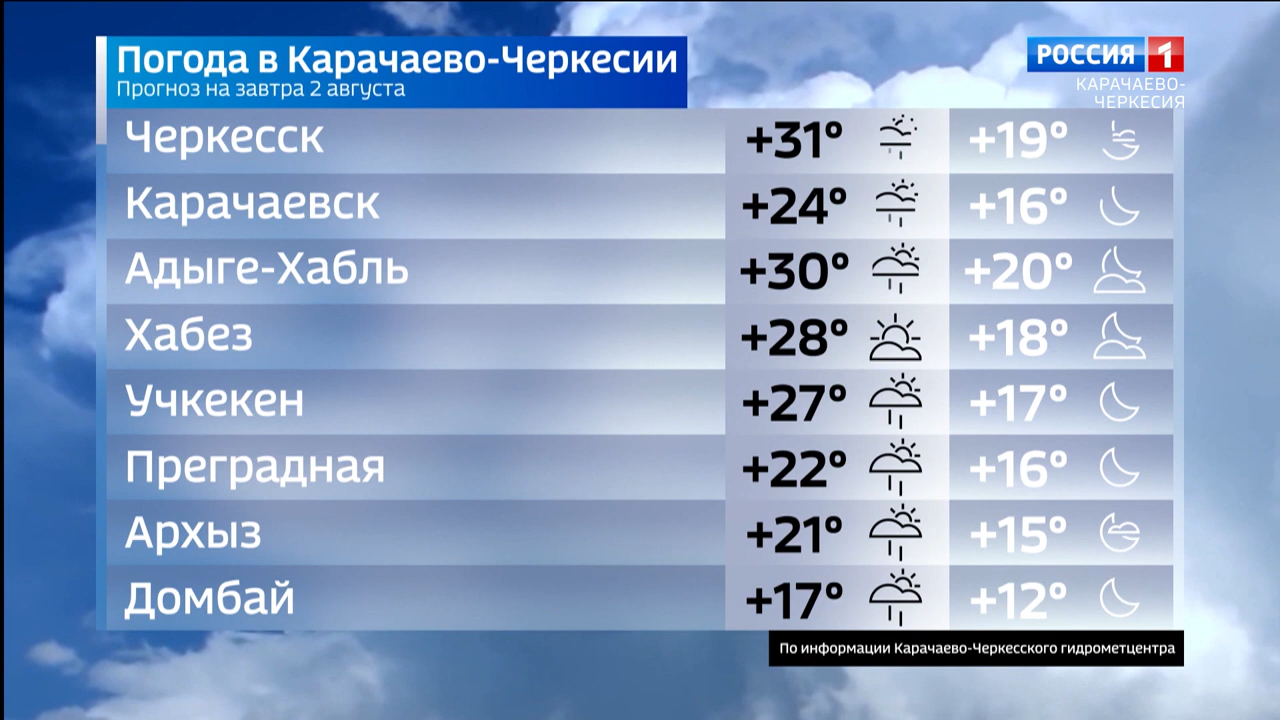 Погода в Карачаево-Черкесии
Прогноз на завтра 2 августа
РОССИЯ 1
КАРАЧАЕВО-
ЧЕРКЕСИЯ
Черкесск +31° +19°
Карачаевск +24° +16°
Адыге-Хабль +30° +20°
Хабез +28° +18°
Учкекен +27° +17°
Преградная +22° +16°
Архыз +21° +15°
Домбай +17° +12°
По информации Карачаево-Черкесского гидрометцентра